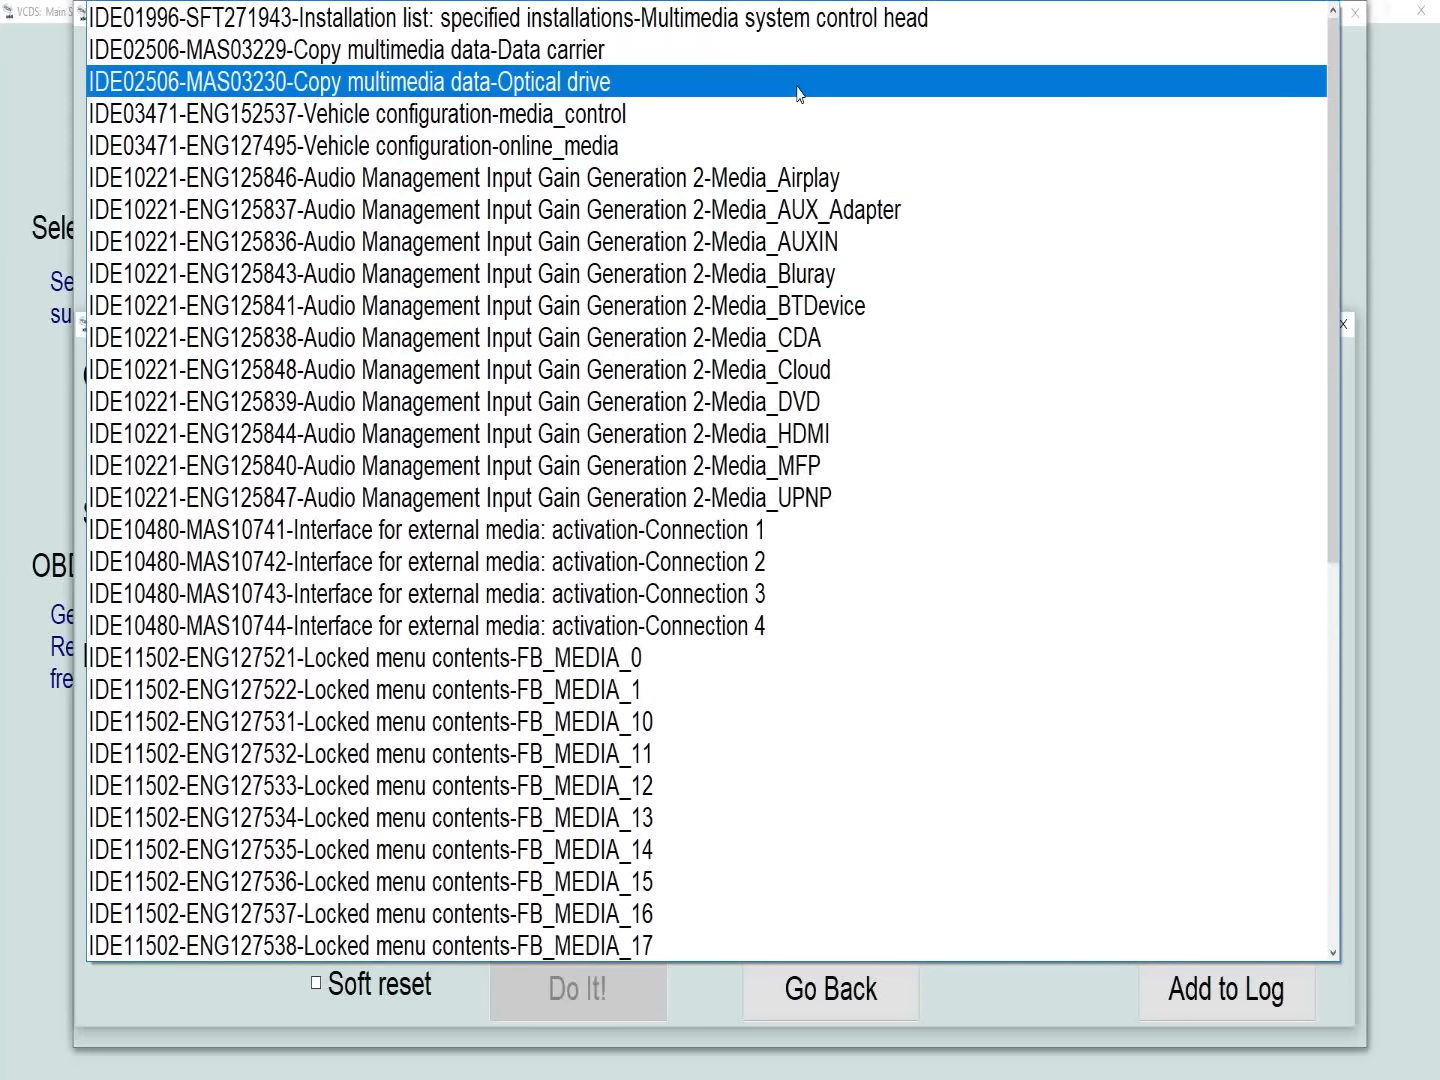 VCDS: Main S
IDE01996-SFT271943-Installation list: specified installations-Multimedia system control head
IDE02506-MAS03229-Copy multimedia data-Data carrier
IDE02506-MAS03230-Copy multimedia data-Optical drive
IDE03471-ENG152537-Vehicle configuration-media_control
IDE03471-ENG127495-Vehicle configuration-online_media
IDE10221-ENG125846-Audio Management Input Gain Generation 2-Media_Airplay
IDE10221-ENG125837-Audio Management Input Gain Generation 2-Media_AUX_Adapter
Sele
IDE10221-ENG125836-Audio Management Input Gain Generation 2-Media_AUXIN
IDE10221-ENG125843-Audio Management Input Gain Generation 2-Media_Bluray
Se
IDE10221-ENG125841-Audio Management Input Gain Generation 2-Media_BTDevice
su
IDE10221-ENG125838-Audio Management Input Gain Generation 2-Media_CDA
IDE10221-ENG125848-Audio Management Input Gain Generation 2-Media_Cloud
IDE10221-ENG125839-Audio Management Input Gain Generation 2-Media_DVD
IDE10221-ENG125844-Audio Management Input Gain Generation 2-Media_HDMI
IDE10221-ENG125840-Audio Management Input Gain Generation 2-Media_MFP
IDE10221-ENG125847-Audio Management Input Gain Generation 2-Media_UPNP
IDE10480-MAS10741-Interface for external media: activation-Connection 1
IDE10480-MAS10742-Interface for external media: activation-Connection 2
OBD
IDE10480-MAS10743-Interface for external media: activation-Connection 3
Ge
IDE10480-MAS10744-Interface for external media: activation-Connection 4
Re
IDE11502-ENG127521-Locked menu contents-FB_MEDIA_0
fre
IDE11502-ENG127522-Locked menu contents-FB_MEDIA_1
IDE11502-ENG127531-Locked menu contents-FB_MEDIA_10
IDE11502-ENG127532-Locked menu contents-FB_MEDIA_11
IDE11502-ENG127533-Locked menu contents-FB_MEDIA_12
IDE11502-ENG127534-Locked menu contents-FB_MEDIA_13
IDE11502-ENG127535-Locked menu contents-FB_MEDIA_14
IDE11502-ENG127536-Locked menu contents-FB_MEDIA_15
IDE11502-ENG127537-Locked menu contents-FB_MEDIA_16
IDE11502-ENG127538-Locked menu contents-FB_MEDIA_17
Soft reset
Do It!
Go Back
Add to Log